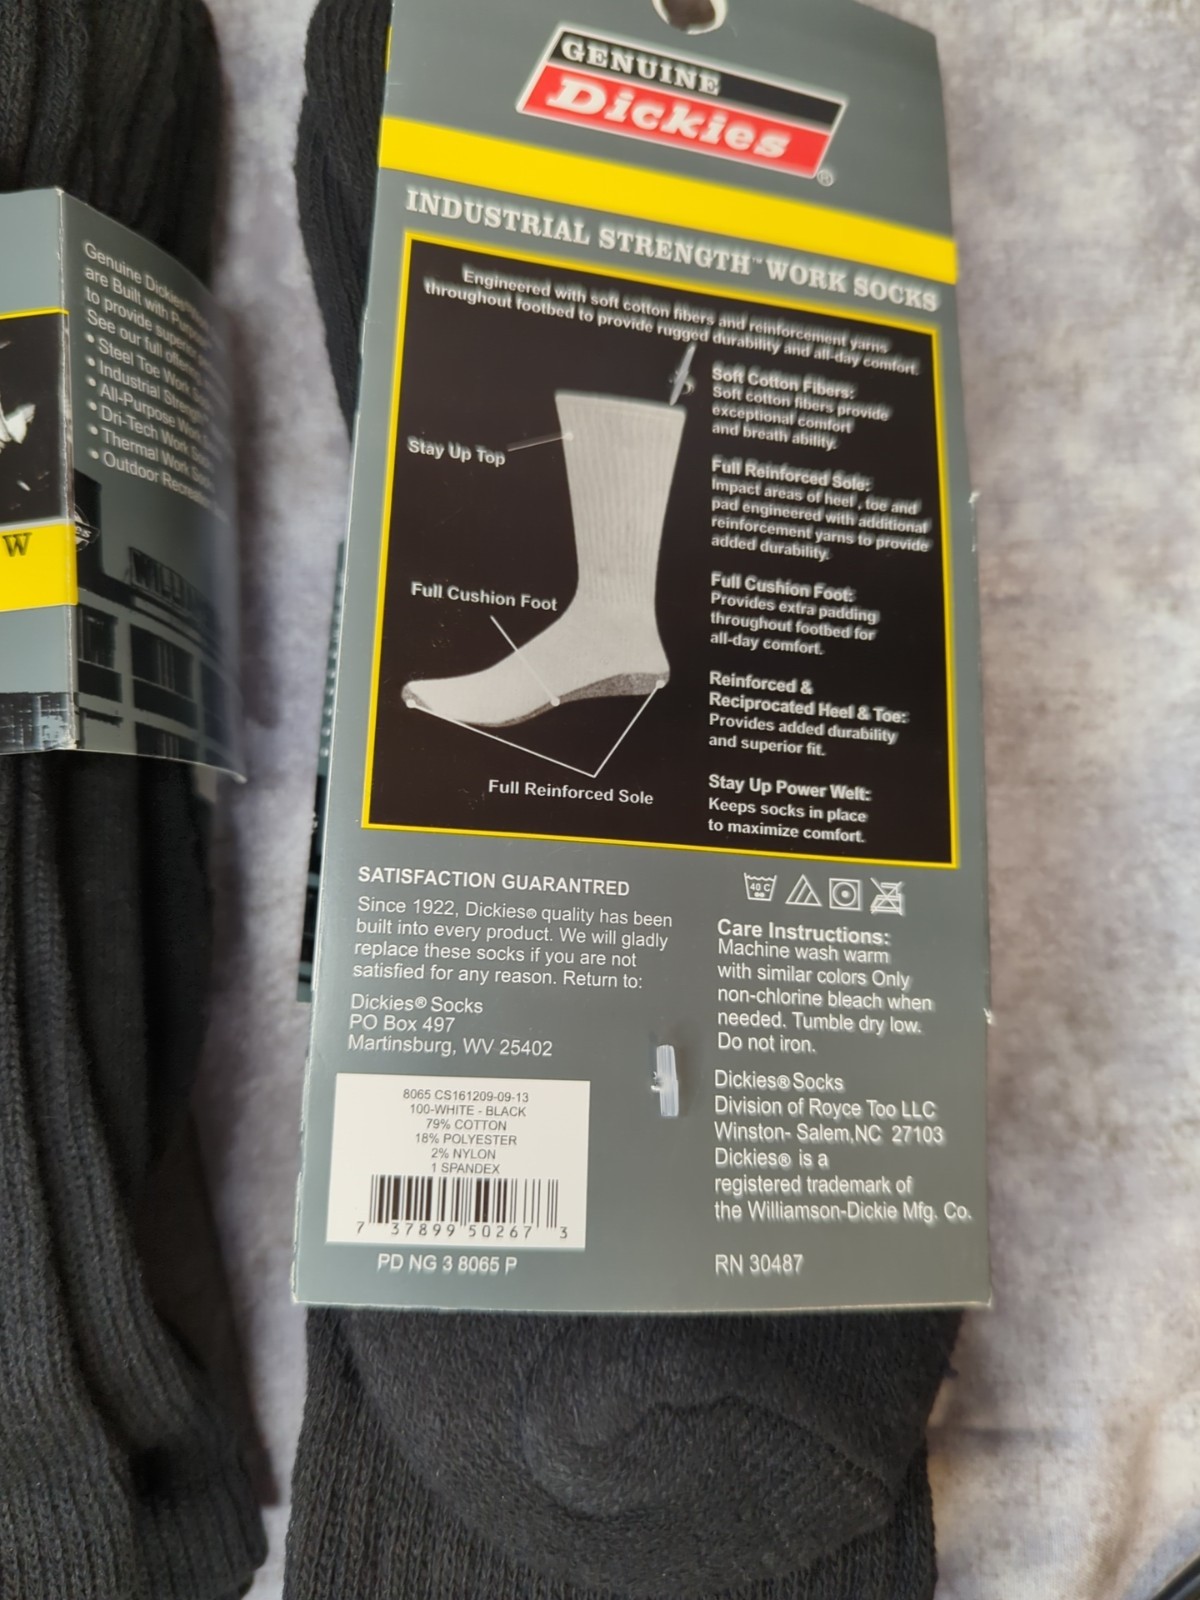 GENUINE
Dickies
®
INDUSTRIAL STRENGTH™ WORK SOCKS
Engineered with soft cotton fibers and reinforcement yarns
throughout footbed to provide rugged durability and all-day comfort.
Stay Up Top
Full Cushion Foot
Full Reinforced Sole
Soft Cotton Fibers:
Soft cotton fibers provide
exceptional comfort
and breath ability.
Full Reinforced Sole:
Impact areas of heel , toe and
pad engineered with additional
reinforcement yarns to provide
added durability.
Full Cushion Foot:
Provides extra padding
throughout footbed for
all-day comfort.
Reinforced &
Reciprocated Heel & Toe:
Provides added durability
and superior fit.
Stay Up Power Welt:
Keeps socks in place
to maximize comfort.
SATISFACTION GUARANTRED
Since 1922, Dickies® quality has been
built into every product. We will gladly
replace these socks if you are not
satisfied for any reason. Return to:
Dickies® Socks
PO Box 497
Martinsburg, WV 25402
8065 CS161209-09-13
100-WHITE - BLACK
79% COTTON
18% POLYESTER
2% NYLON
1 SPANDEX
7 37899 50267 3
PD NG 3 8065 P
40 C
Care Instructions:
Machine wash warm
with similar colors Only
non-chlorine bleach when
needed. Tumble dry low.
Do not iron.
Dickies® Socks
Division of Royce Too LLC
Winston- Salem,NC 27103
Dickies® is a
registered trademark of
the Williamson-Dickie Mfg. Co.
RN 30487
Genuine Dickies
are Built with
to provide superior
See our full offering
• Steel Toe Work
• Industrial
• All-Purpose
• Dri-Tech Work
• Thermal Work
• Outdoor
W